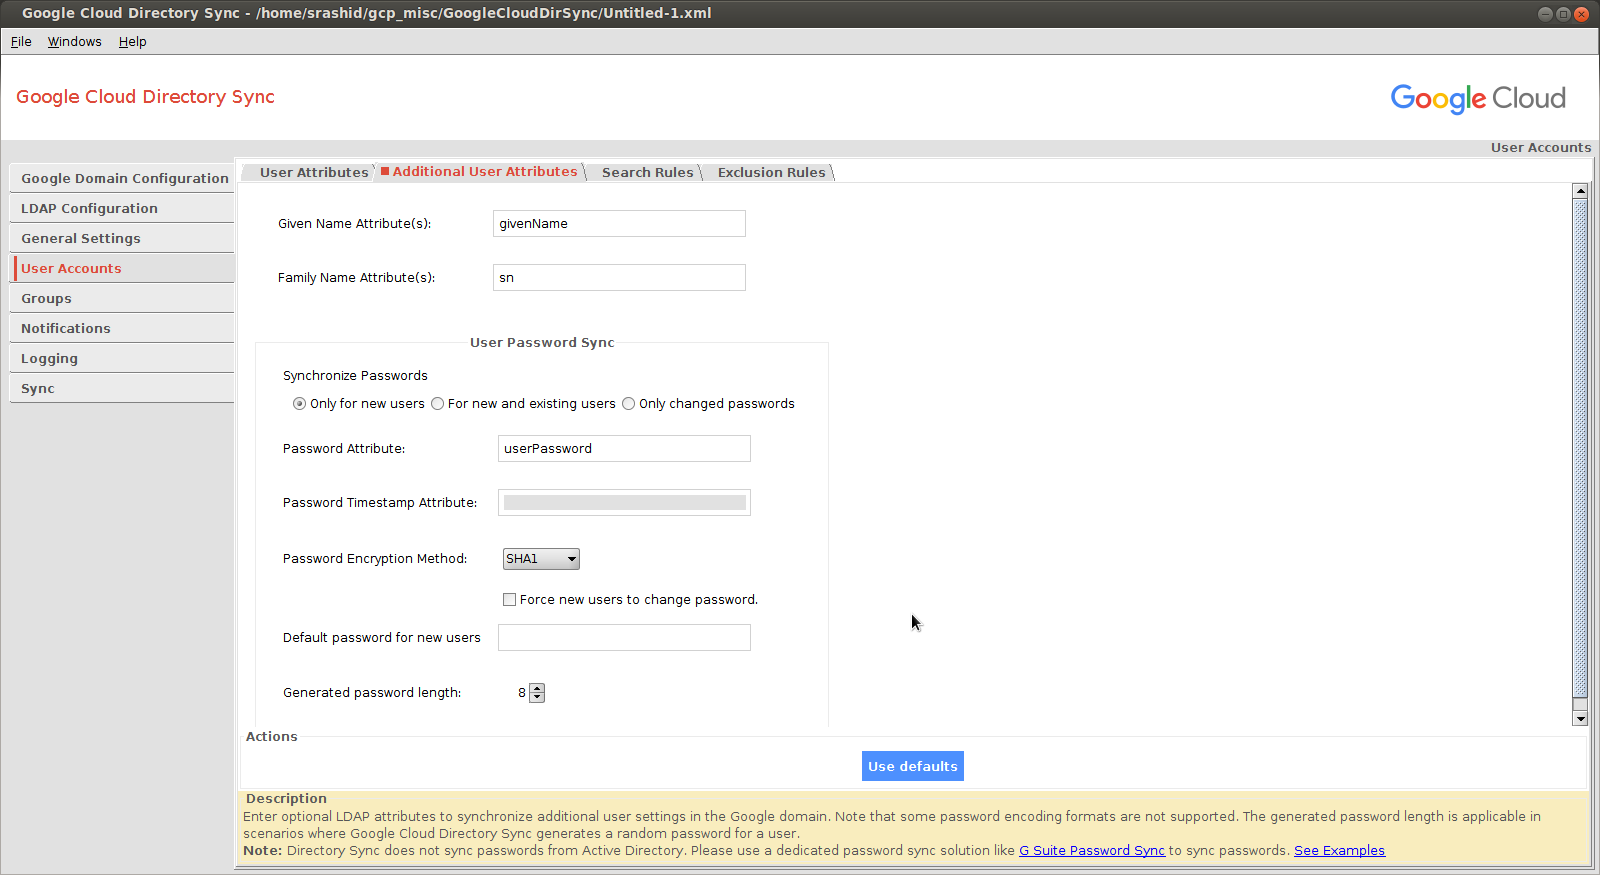 Google Cloud Directory Sync - /home/srashid/gcp_misc/GoogleCloudDirSync/Untitled-1.xml
File Windows Help
Google Cloud Directory Sync
Google Cloud
User Accounts
Google Domain Configuration
LDAP Configuration
General Settings
User Accounts
Groups
Notifications
Logging
Sync
User Attributes Additional User Attributes Search Rules Exclusion Rules
Given Name Attribute(s): givenName
Family Name Attribute(s): sn
User Password Sync
Synchronize Passwords
Only for new users For new and existing users Only changed passwords
Password Attribute: userPassword
Password Timestamp Attribute:
Password Encryption Method: SHA1
Force new users to change password.
Default password for new users
Generated password length: 8
Actions
Use defaults
Description
Enter optional LDAP attributes to synchronize additional user settings in the Google domain. Note that some password encoding formats are not supported. The generated password length is applicable in
scenarios where Google Cloud Directory Sync generates a random password for a user.
Note: Directory Sync does not sync passwords from Active Directory. Please use a dedicated password sync solution like G Suite Password Sync to sync passwords. See Examples